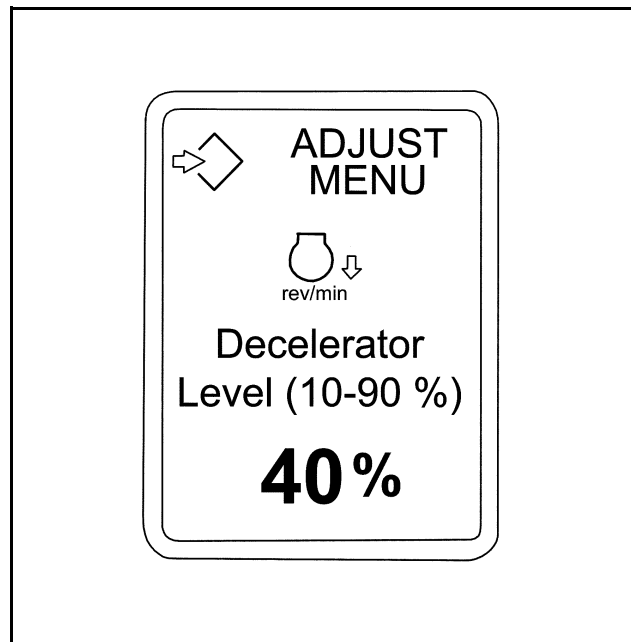 ADJUST
MENU
rev/min
Decelerator
Level (10-90 %)
40%